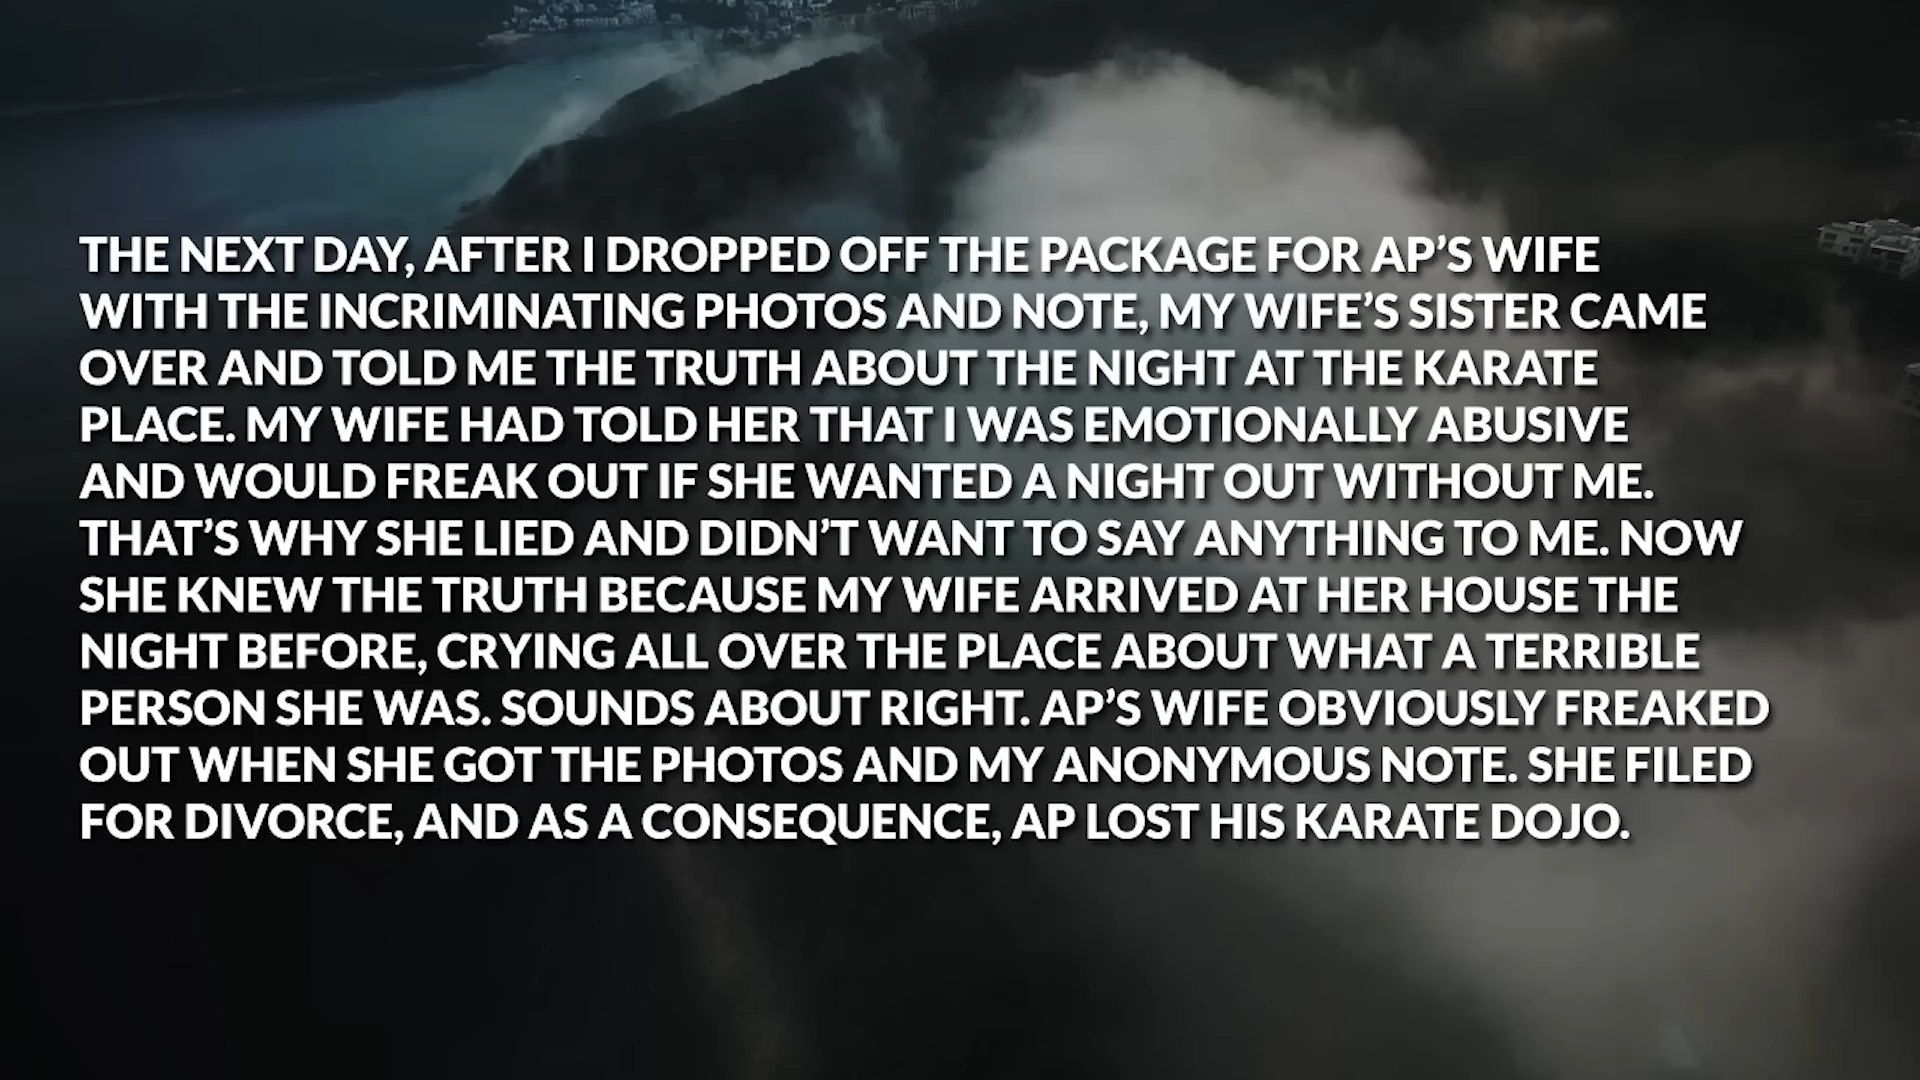 THE NEXT DAY, AFTER I DROPPED OFF THE PACKAGE FOR AP’S WIFE
WITH THE INCRIMINATING PHOTOS AND NOTE, MY WIFE’S SISTER CAME
OVER AND TOLD ME THE TRUTH ABOUT THE NIGHT AT THE KARATE
PLACE. MY WIFE HAD TOLD HER THAT I WAS EMOTIONALLY ABUSIVE
AND WOULD FREAK OUT IF SHE WANTED A NIGHT OUT WITHOUT ME.
THAT’S WHY SHE LIED AND DIDN’T WANT TO SAY ANYTHING TO ME. NOW
SHE KNEW THE TRUTH BECAUSE MY WIFE ARRIVED AT HER HOUSE THE
NIGHT BEFORE, CRYING ALL OVER THE PLACE ABOUT WHAT A TERRIBLE
PERSON SHE WAS. SOUNDS ABOUT RIGHT. AP’S WIFE OBVIOUSLY FREAKED
OUT WHEN SHE GOT THE PHOTOS AND MY ANONYMOUS NOTE. SHE FILED
FOR DIVORCE, AND AS A CONSEQUENCE, AP LOST HIS KARATE DOJO.